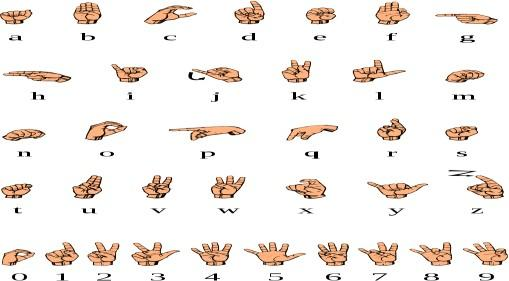 a b c d e f g
h i j k l m
n o p q r s
t u v w x y z
0 1 2 3 4 5 6 7 8 9